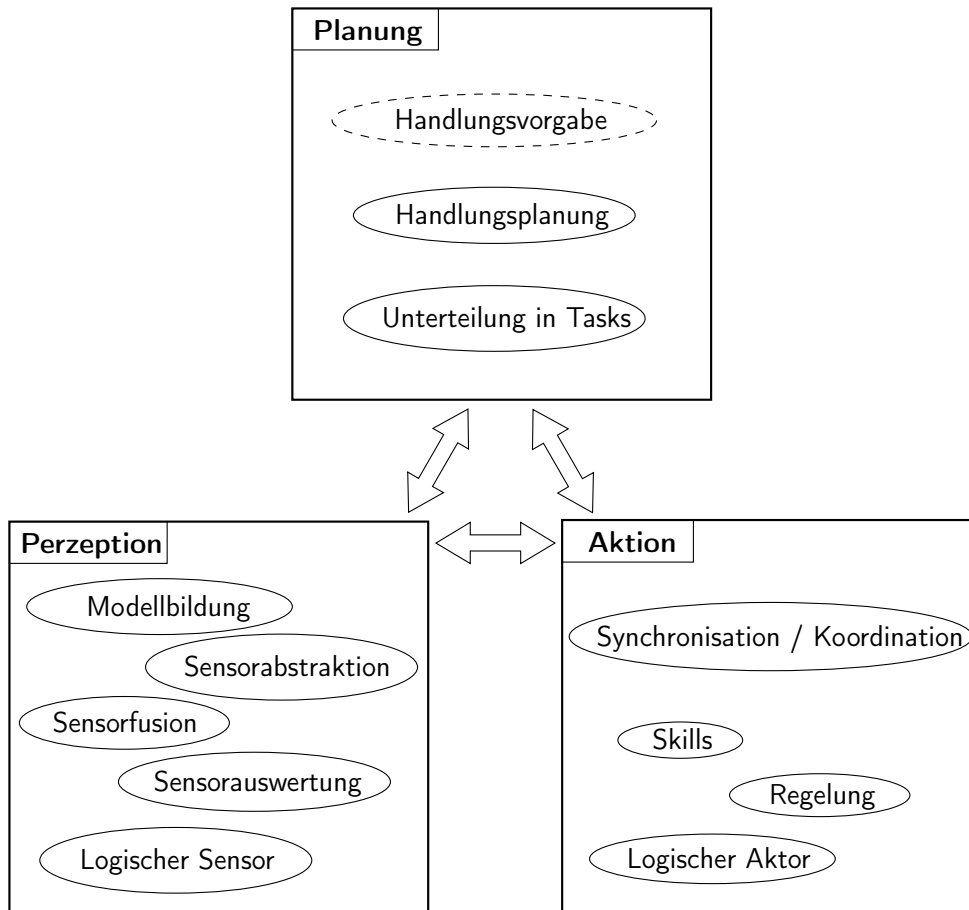 Planung
Handlungsvorgabe
Handlungsplanung
Unterteilung in Tasks
Perzeption
Modellbildung
Sensorabstraktion
Sensorfusion
Sensorauswertung
Logischer Sensor
Aktion
Synchronisation / Koordination
Skills
Regelung
Logischer Aktor